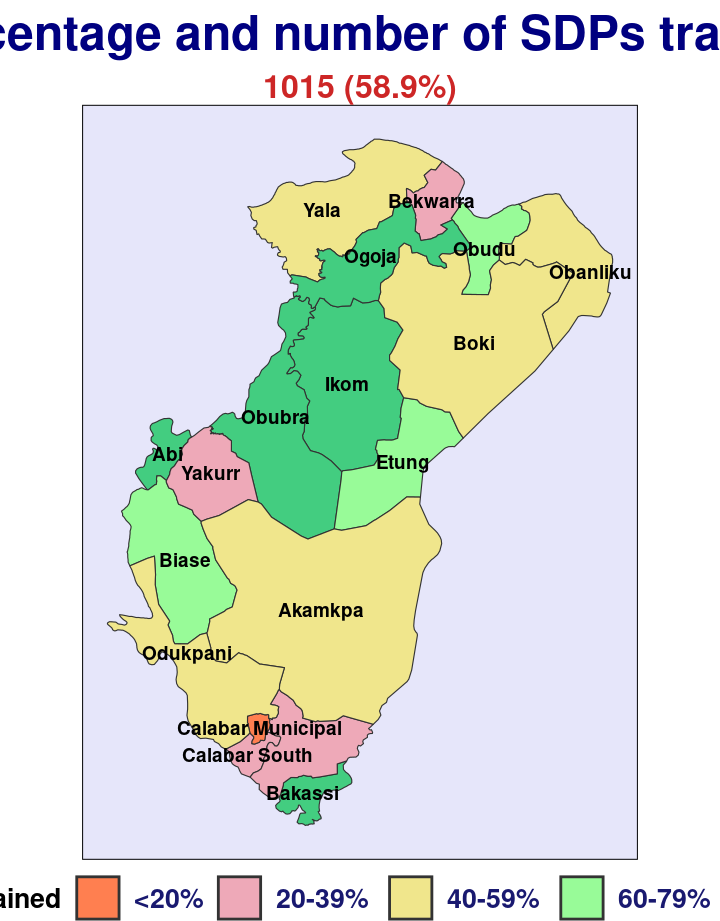 centage and number of SDPs tra
1015 (58.9%)
Yala
Bekwarra
Ogoja
Obudu
Obanliku
Boki
Ikom
Obubra
Abi
Yakurr
Etung
Biase
Akamkpa
Odukpani
Calabar Municipal
Calabar South
Bakassi
ained <20% 20-39% 40-59% 60-79%